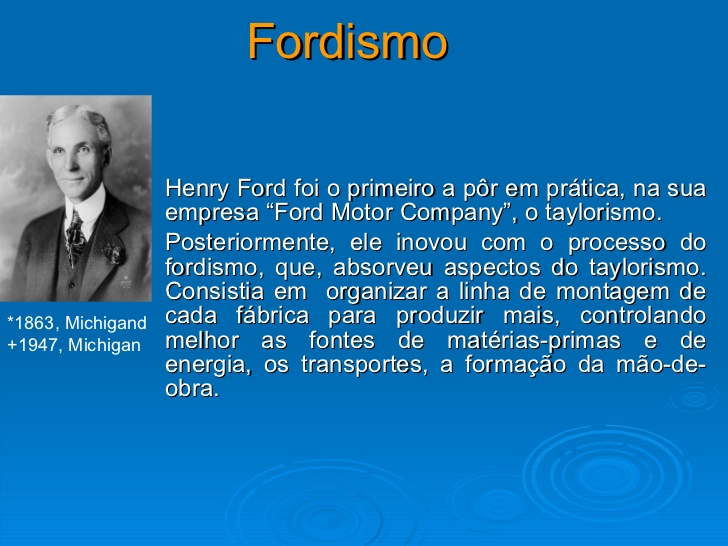 Fordismo
Henry Ford foi o primeiro a pôr em prática, na sua
empresa “Ford Motor Company”, o taylorismo.
Posteriormente, ele inovou com o processo do
fordismo, que, absorveu aspectos do taylorismo.
Consistia em organizar a linha de montagem de
cada fábrica para produzir mais, controlando
melhor as fontes de matérias-primas e de
energia, os transportes, a formação da mão-de-
obra.
*1863, Michigand
+1947, Michigan